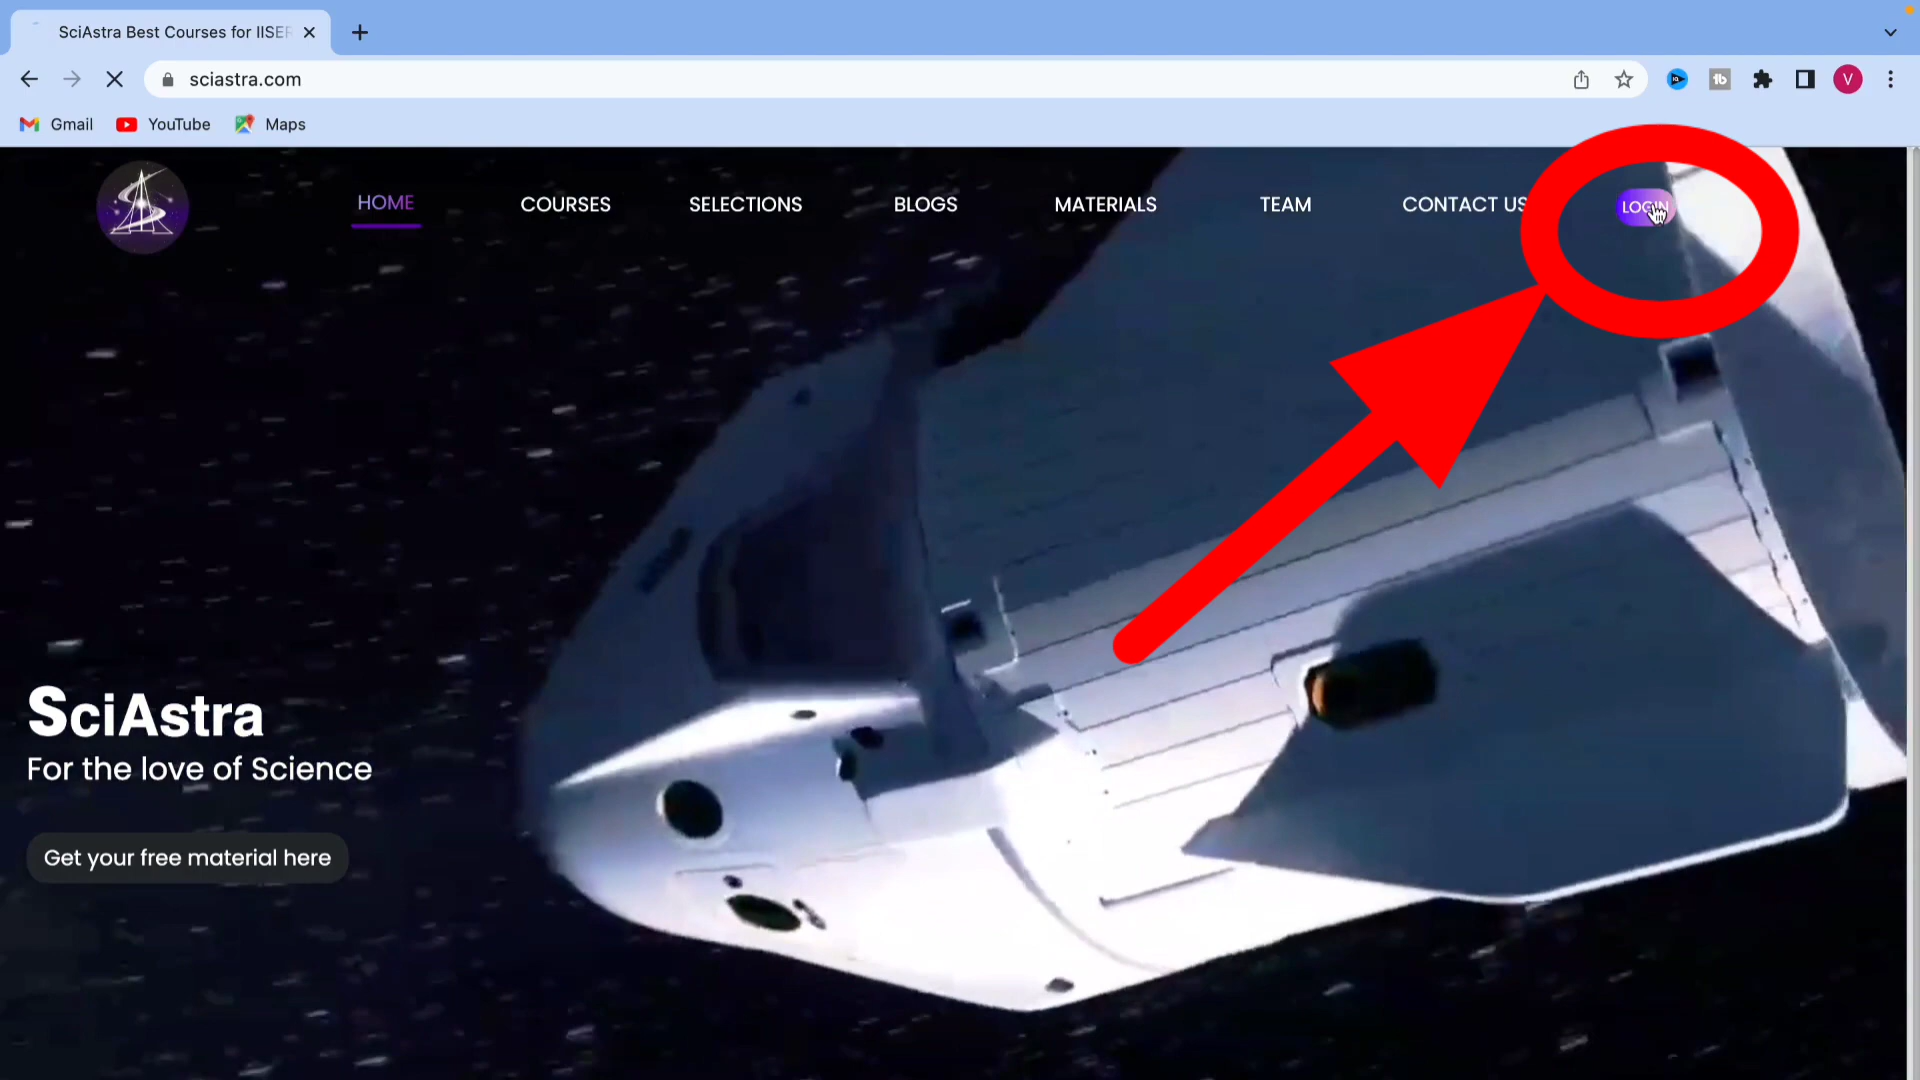 SciAstra Best Courses for IISER
sciastra.com
Gmail YouTube Maps
HOME COURSES SELECTIONS BLOGS MATERIALS TEAM CONTACT US LOGIN
V
SciAstra
For the love of Science
Get your free material here